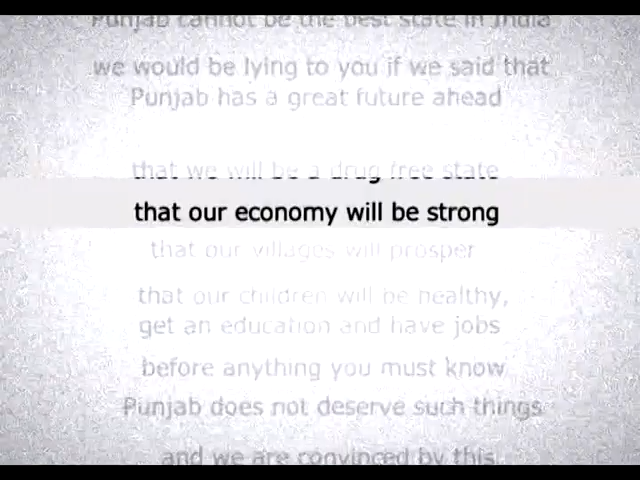 Punjab cannot be the best state in India
we would be lying to you if we said that
Punjab has a great future ahead
that we will be a drug free state
that our economy will be strong
that our villages will prosper
that our children will be healthy,
get an education and have jobs
before anything you must know
Punjab does not deserve such things
and we are convinced by this